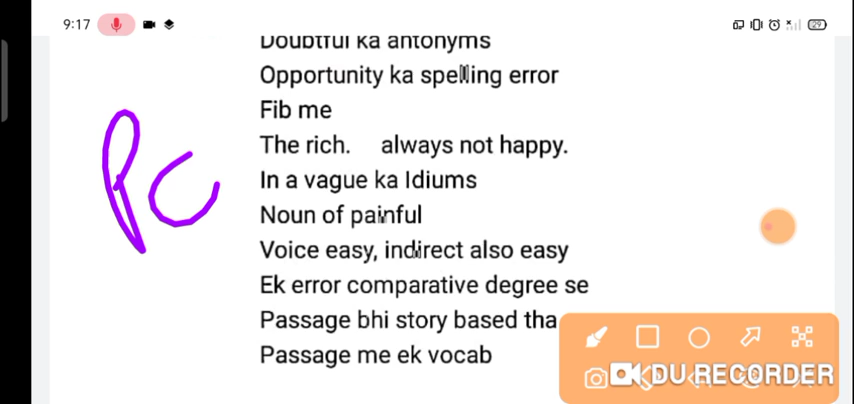 9:17 29
Doubtful ka antonyms
Opportunity ka spelling error
Fib me
The rich. always not happy.
In a vague ka Idiums
Noun of painful
PC
Voice easy, indirect also easy
Ek error comparative degree se
Passage bhi story based tha
Passage me ek vocab
DU RECORDER